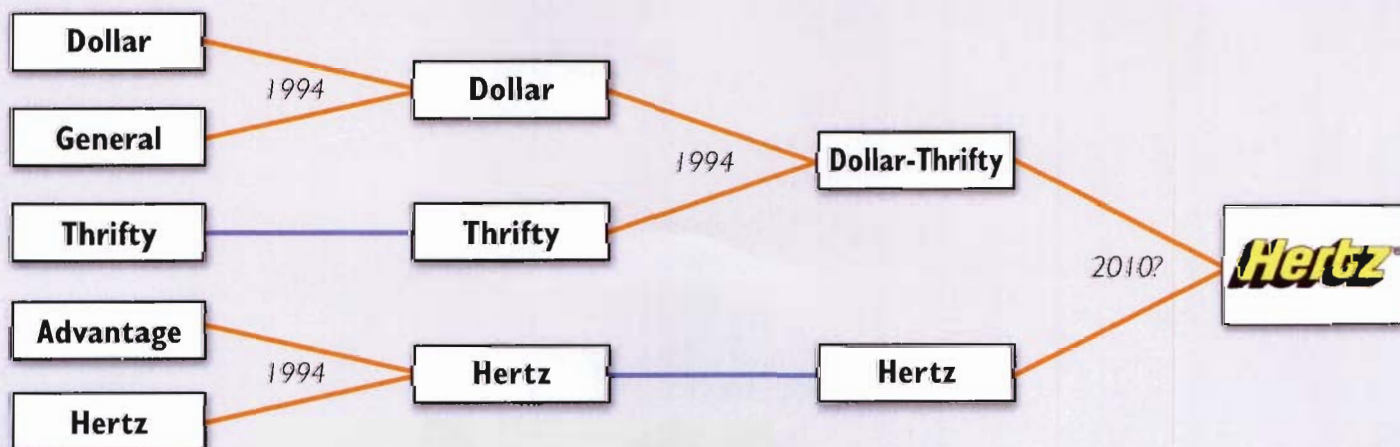 Dollar
General
1994
Dollar
Thrifty
Thrifty
1994
Dollar-Thrifty
Advantage
Hertz
1994
Hertz
Hertz
2010?
Hertz